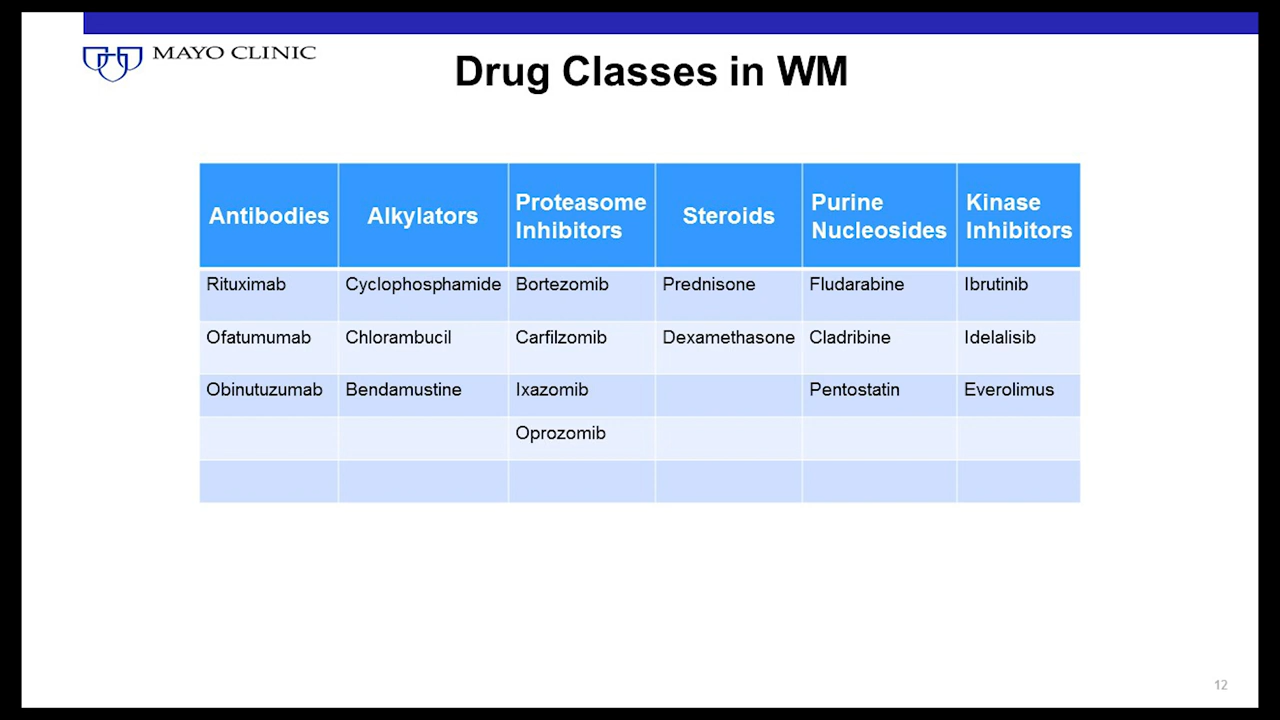 MAYO CLINIC
Drug Classes in WM
Antibodies Alkylators Proteasome Inhibitors Steroids Purine Nucleosides Kinase Inhibitors
Rituximab Cyclophosphamide Bortezomib Prednisone Fludarabine Ibrutinib
Ofatumumab Chlorambucil Carfilzomib Dexamethasone Cladribine Idelalisib
Obinutuzumab Bendamustine Ixazomib Pentostatin Everolimus
Oprozomib
12